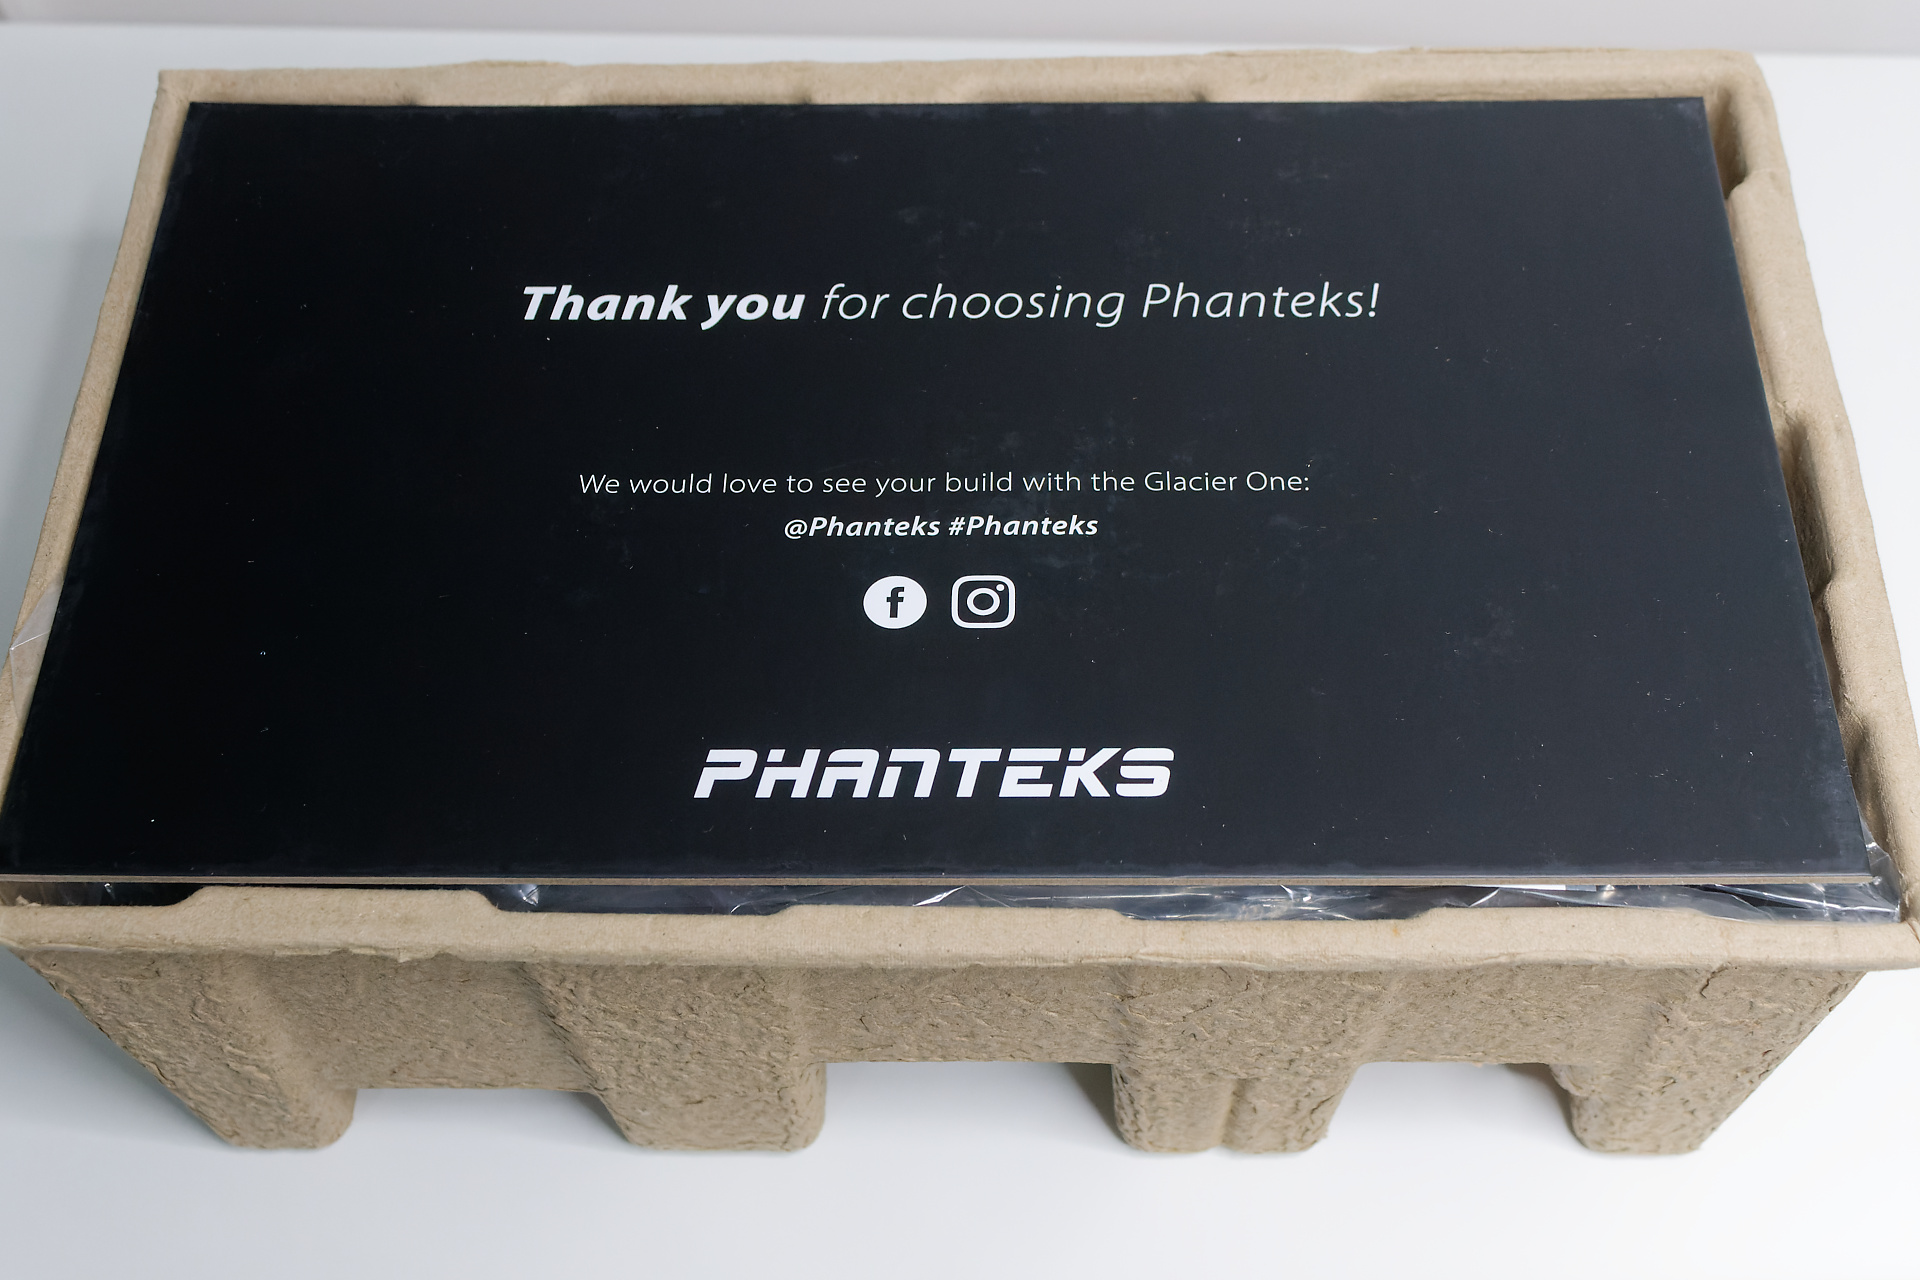 Thank you for choosing Phanteks!
We would love to see your build with the Glacier One:
@Phanteks #Phanteks
f
PHANTEKS